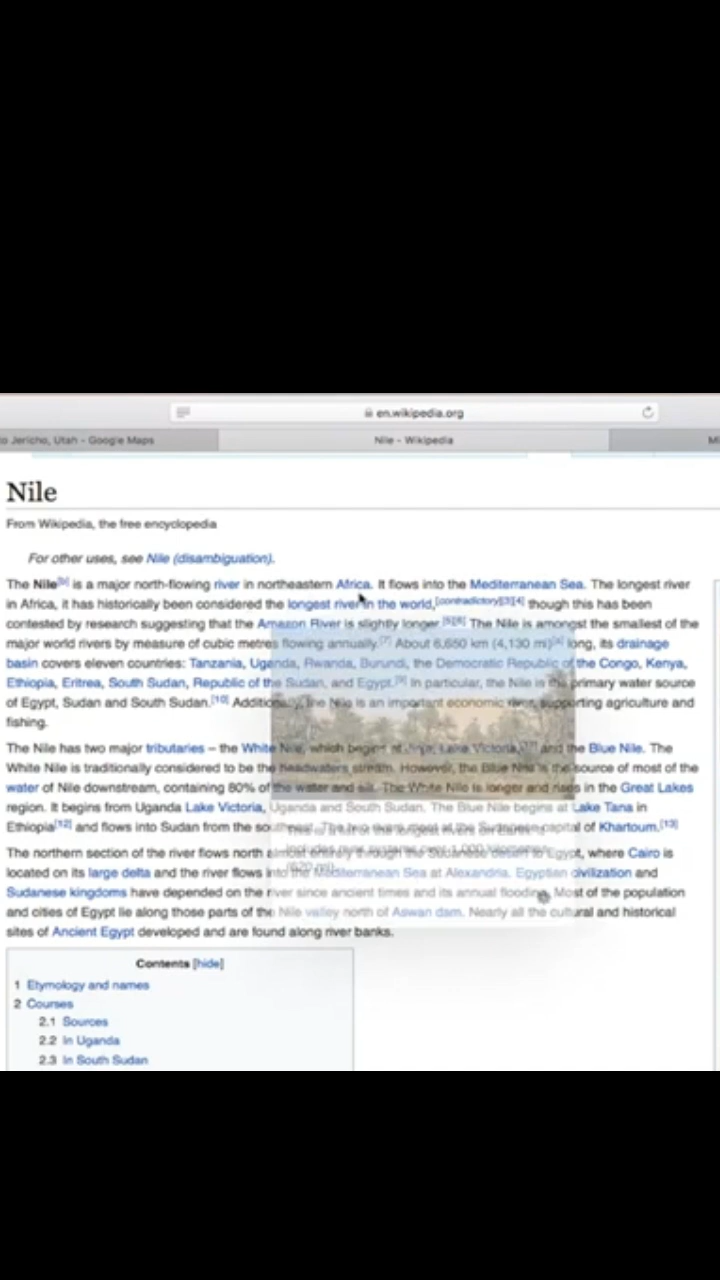 en.wikipedia.org
o Jericho, Utah - Google Maps
Nile - Wikipedia
Nile
From Wikipedia, the free encyclopedia
For other uses, see Nile (disambiguation).
The Nile[b] is a major north-flowing river in northeastern Africa. It flows into the Mediterranean Sea. The longest river
in Africa, it has historically been considered the longest river in the world,[contradictory][3][4] though this has been
contested by research suggesting that the Amazon River is slightly longer.[5][6] The Nile is amongst the smallest of the
major world rivers by measure of cubic metres flowing annually.[7] About 6,650 km (4,130 mi)[a] long, its drainage
basin covers eleven countries: Tanzania, Uganda, Rwanda, Burundi, the Democratic Republic of the Congo, Kenya,
Ethiopia, Eritrea, South Sudan, Republic of the Sudan, and Egypt.[9] In particular, the Nile is the primary water source
of Egypt, Sudan and South Sudan.[10] Additionally, the Nile is an important economic river, supporting agriculture and
fishing.
The Nile has two major tributaries – the White Nile, which begins at Jinja, Lake Victoria, and the Blue Nile. The
White Nile is traditionally considered to be the headwaters stream. However, the Blue Nile is the source of most of the
water of Nile downstream, containing 80% of the water and silt. The White Nile is longer and rises in the Great Lakes
region. It begins from Uganda Lake Victoria, Uganda and South Sudan. The Blue Nile begins at Lake Tana in
Ethiopia[12] and flows into Sudan from the southeast. The two rivers meet at the Sudanese capital of Khartoum.[13]
The northern section of the river flows north almost entirely through the Sudanese desert to Egypt, where Cairo is
located on its large delta and the river flows into the Mediterranean Sea at Alexandria. Egyptian civilization and
Sudanese kingdoms have depended on the river since ancient times and its annual flooding. Most of the population
and cities of Egypt lie along those parts of the Nile valley north of Aswan dam. Nearly all the cultural and historical
sites of Ancient Egypt developed and are found along river banks.
Contents [hide]
1 Etymology and names
2 Courses
2.1 Sources
2.2 In Uganda
2.3 In South Sudan